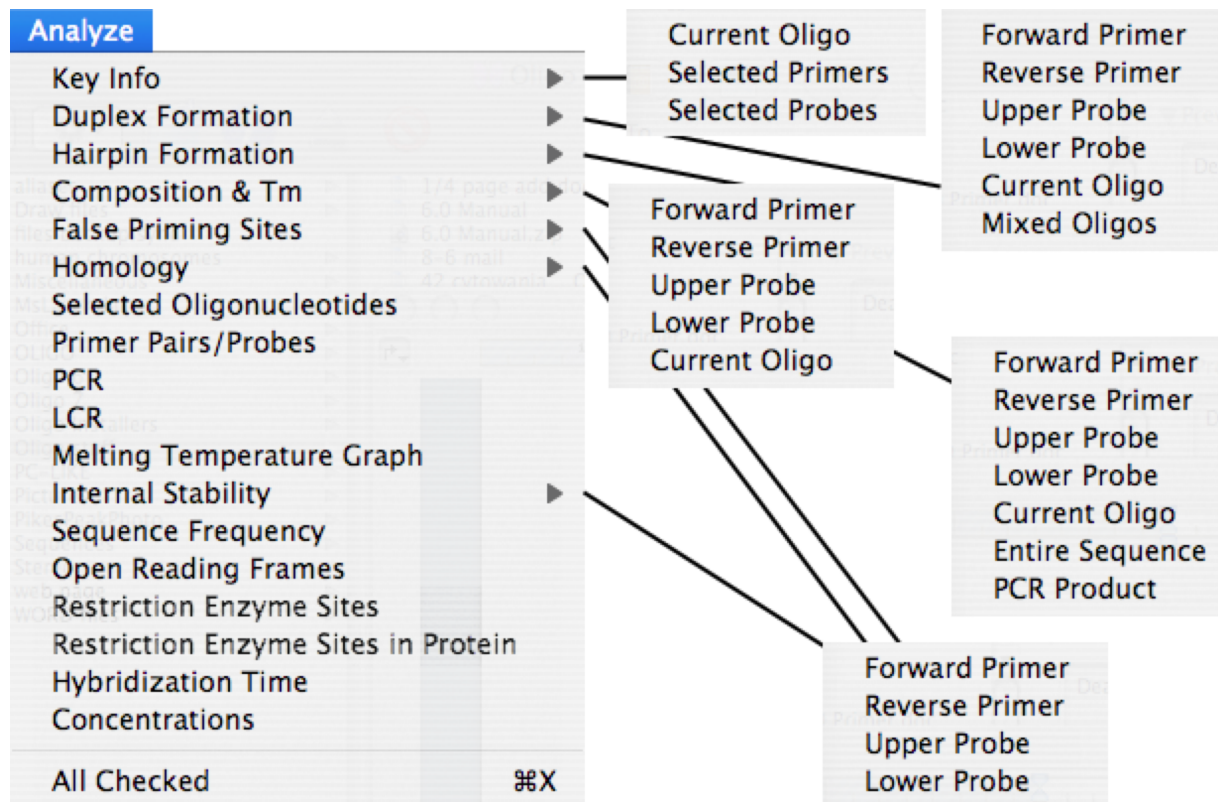 Analyze
Key Info
Duplex Formation
Hairpin Formation
Composition & Tm
False Priming Sites
Homology
Selected Oligonucleotides
Primer Pairs/Probes
PCR
LCR
Melting Temperature Graph
Internal Stability
Sequence Frequency
Open Reading Frames
Restriction Enzyme Sites
Restriction Enzyme Sites in Protein
Hybridization Time
Concentrations
All Checked ⌘X
Current Oligo
Selected Primers
Selected Probes
Forward Primer
Reverse Primer
Upper Probe
Lower Probe
Current Oligo
Mixed Oligos
Forward Primer
Reverse Primer
Upper Probe
Lower Probe
Current Oligo
Forward Primer
Reverse Primer
Upper Probe
Lower Probe
Current Oligo
Entire Sequence
PCR Product
Forward Primer
Reverse Primer
Upper Probe
Lower Probe